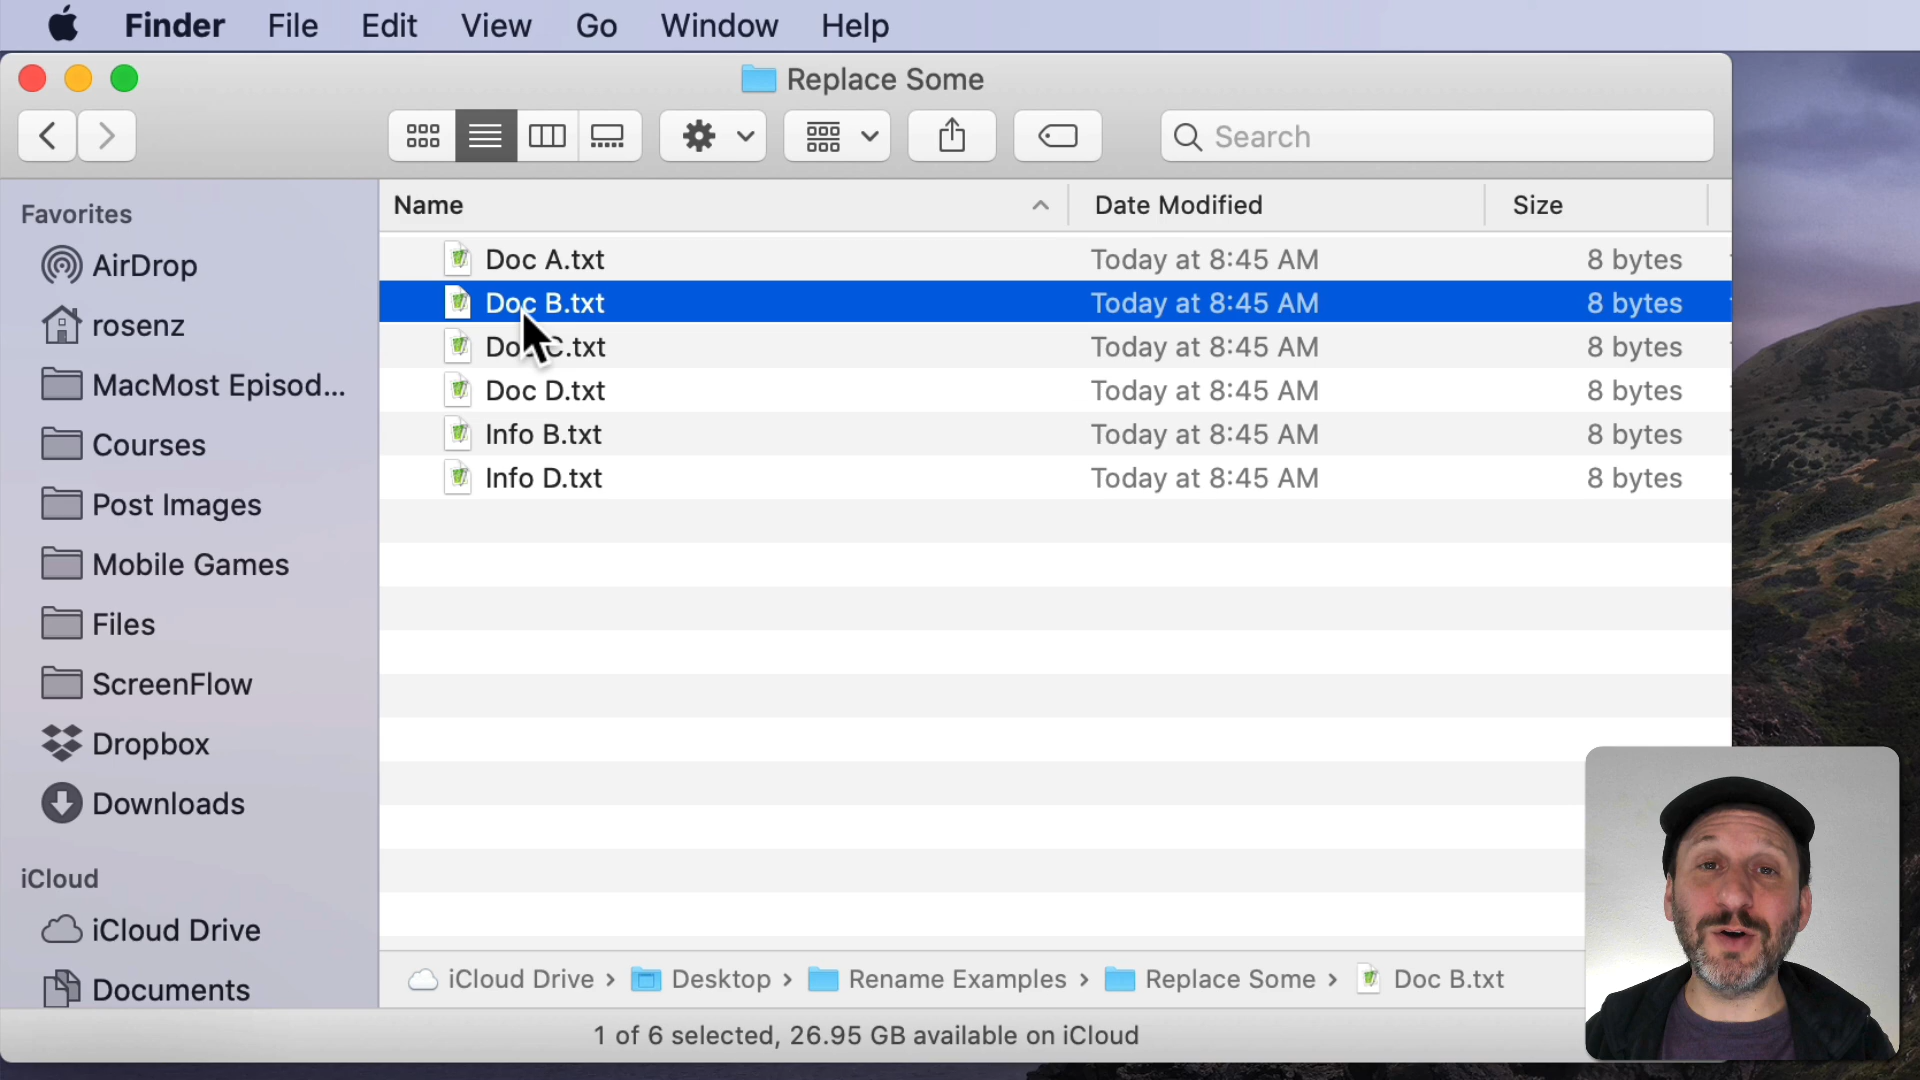 Finder File Edit View Go Window Help
Replace Some
Search
Favorites
AirDrop
rosenz
MacMost Episod...
Courses
Post Images
Mobile Games
Files
ScreenFlow
Dropbox
Downloads
iCloud
iCloud Drive
Documents
Name Date Modified Size
Doc A.txt Today at 8:45 AM 8 bytes
Doc B.txt Today at 8:45 AM 8 bytes
Doc C.txt Today at 8:45 AM 8 bytes
Doc D.txt Today at 8:45 AM 8 bytes
Info B.txt Today at 8:45 AM 8 bytes
Info D.txt Today at 8:45 AM 8 bytes
iCloud Drive › Desktop › Rename Examples › Replace Some › Doc B.txt
1 of 6 selected, 26.95 GB available on iCloud